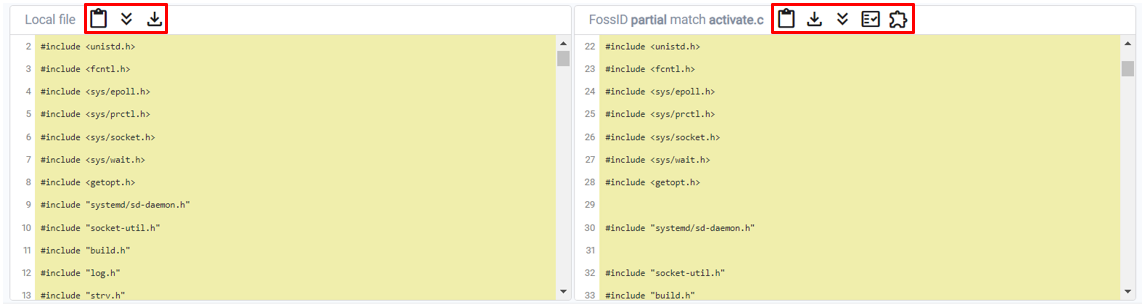 Local file
2 #include <unistd.h>
3 #include <fcntl.h>
4 #include <sys/epoll.h>
5 #include <sys/prctl.h>
6 #include <sys/socket.h>
7 #include <sys/wait.h>
8 #include <getopt.h>
9 #include "systemd/sd-daemon.h"
10 #include "socket-util.h"
11 #include "build.h"
12 #include "log.h"
13 #include "strv.h"
FossID partial match activate.c
22 #include <unistd.h>
23 #include <fcntl.h>
24 #include <sys/epoll.h>
25 #include <sys/prctl.h>
26 #include <sys/socket.h>
27 #include <sys/wait.h>
28 #include <getopt.h>
29
30 #include "systemd/sd-daemon.h"
31
32 #include "socket-util.h"
33 #include "build.h"